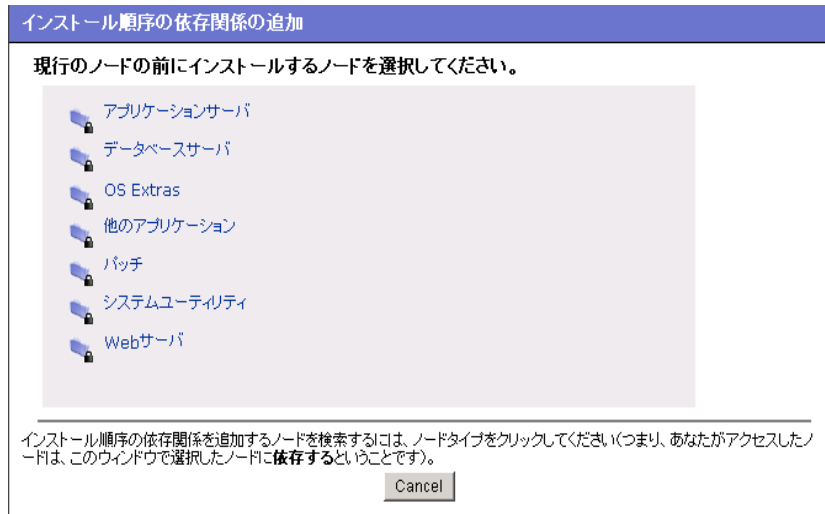 インストール順序の依存関係の追加
現行のノードの前にインストールするノードを選択してください。
アプリケーションサーバ
データベースサーバ
OS Extras
他のアプリケーション
パッチ
システムユーティリティ
Webサーバ
インストール順序の依存関係を追加するノードを検索するには、ノードタイプをクリックしてください(つまり、あなたがアクセスしたノ
ードは、このウィンドウで選択したノードに依存するということです)。
Cancel